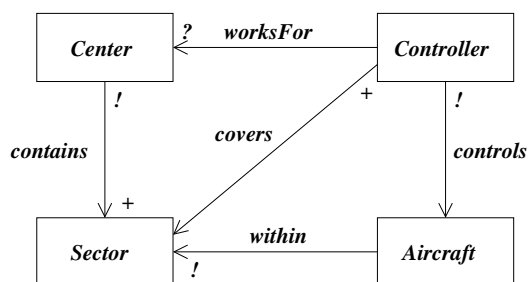 ? worksFor
Center Controller
! + !
contains covers controls
+
within
Sector Aircraft
!